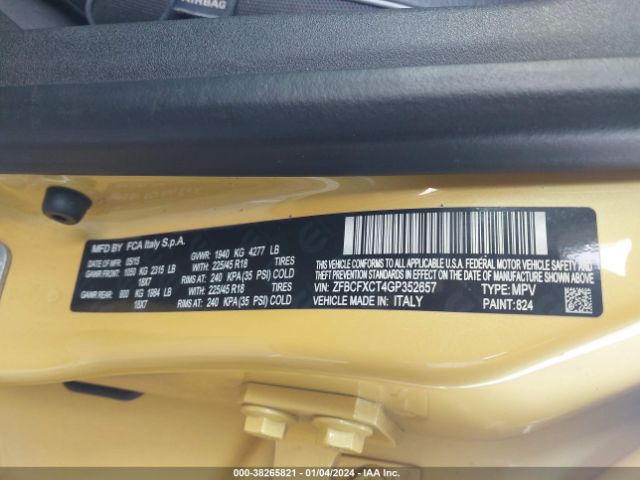 AIRBAG
MFD BY FCA Italy S.p.A.
DATE OF MFR 05/15 GVWR: 1940 KG 4277 LB
GAWR FRONT: 1050 KG 2315 LB WITH: 225/45 R18 TIRES
18X7 RIMS AT: 240 KPA(35 PSI) COLD
GAWR REAR: 900 KG 1984 LB WITH: 225/45 R18 TIRES
18X7 RIMS AT: 240 KPA(35 PSI) COLD
THIS VEHICLE CONFORMS TO ALL APPLICABLE
U.S. FEDERAL MOTOR VEHICLE SAFETY, BUMPER AND
THEFT PREVENTION STANDARDS IN EFFECT ON THE
DATE OF MANUFACTURE SHOWN ABOVE.
VIN: ZFBCFXCT4GP352657 TYPE: MPV
VEHICLE MADE IN: ITALY PAINT: 824
000-38265821 - 01/04/2024 - IAA Inc.